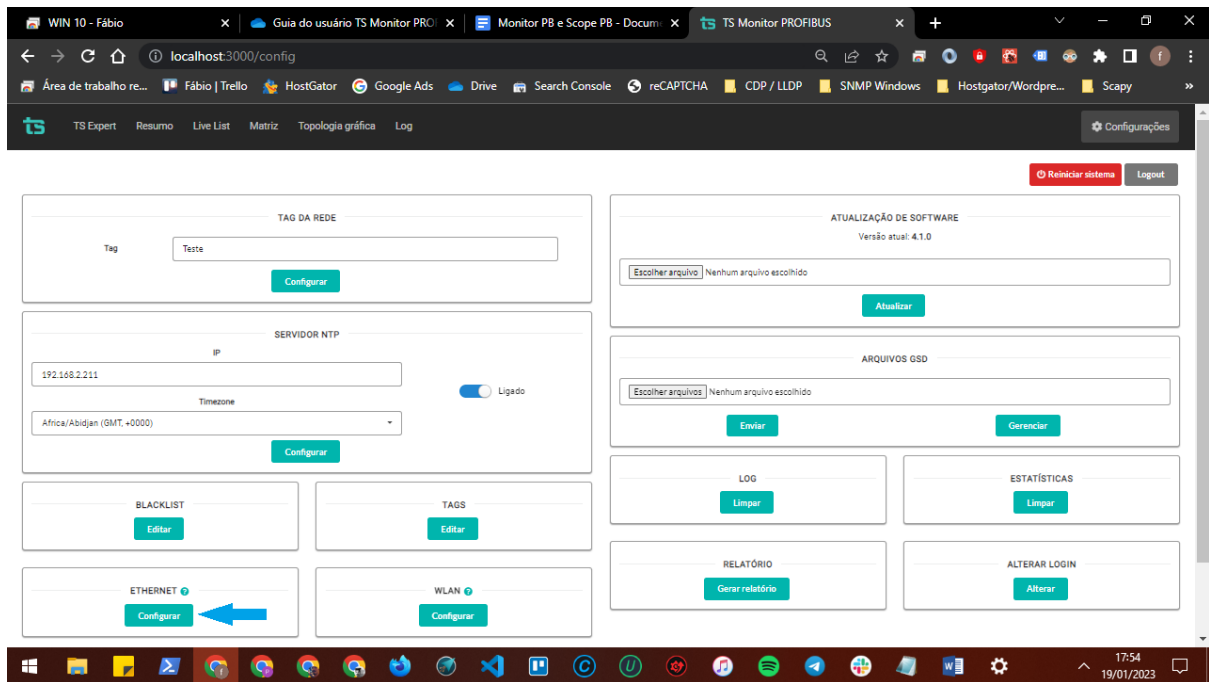 WIN 10 - Fábio
Guia do usuário TS Monitor PROI
Monitor PB e Scope PB - Docum
TS Monitor PROFIBUS
localhost:3000/config
Área de trabalho re...
Fábio | Trello
HostGator
Google Ads
Drive
Search Console
reCAPTCHA
CDP / LLDP
SNMP Windows
Hostgator/Wordpre...
Scapy
»
ts
TS Expert
Resumo
Live List
Matriz
Topologia gráfica
Log
Configurações
Reiniciar sistema
Logout
TAG DA REDE
Tag
Teste
Configurar
SERVIDOR NTP
IP
192.168.2.211
Ligado
Timezone
Africa/Abidjan (GMT, +0000)
Configurar
BLACKLIST
Editar
TAGS
Editar
ETHERNET ?
Configurar
WLAN ?
Configurar
ATUALIZAÇÃO DE SOFTWARE
Versão atual: 4.1.0
Escolher arquivo Nenhum arquivo escolhido
Atualizar
ARQUIVOS GSD
Escolher arquivos Nenhum arquivo escolhido
Enviar
Gerenciar
LOG
Limpar
ESTATÍSTICAS
Limpar
RELATÓRIO
Gerar relatório
ALTERAR LOGIN
Alterar
17:54
19/01/2023